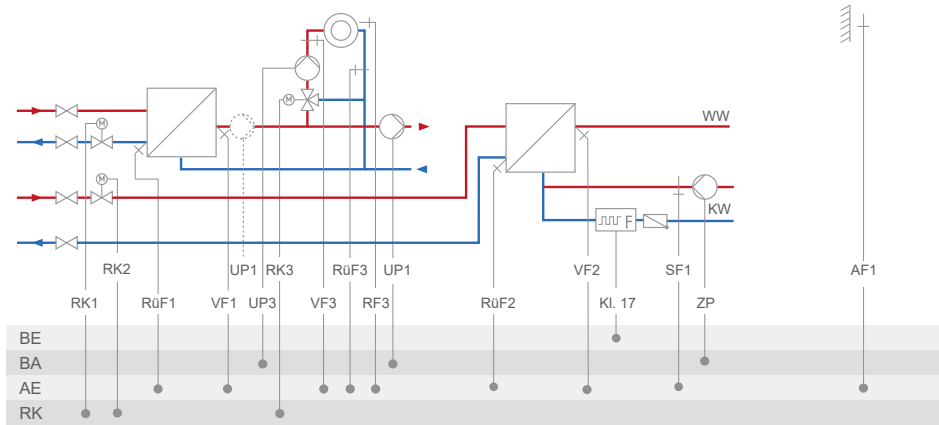 M
M
M
F
WW
KW
RK2
UP1
RK3
RüF3
UP1
VF2
SF1
AF1
RK1
RüF1
VF1
UP3
VF3
RF3
RüF2
Kl. 17
ZP
BE
BA
AE
RK